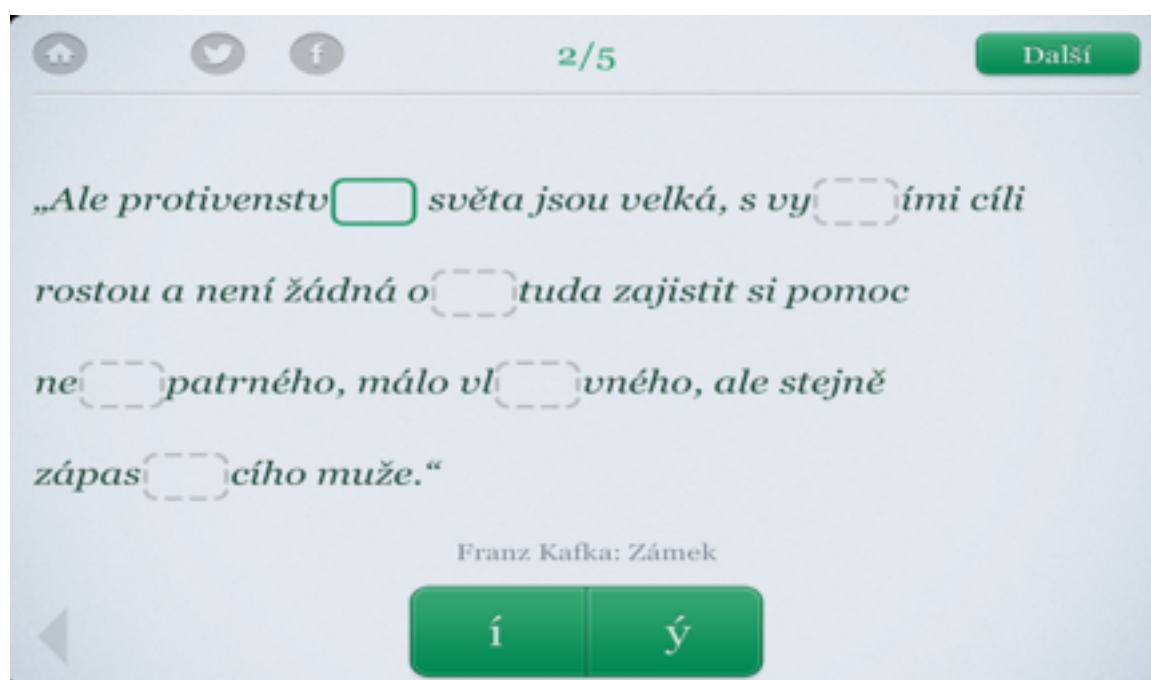 2/5
Další
„Ale protivenstv světa jsou velká, s vy ími cíli
rostou a není žádná o tuda zajistit si pomoc
ne patrného, málo vl vného, ale stejně
zápas cího muže.“
Franz Kafka: Zámek
í ý